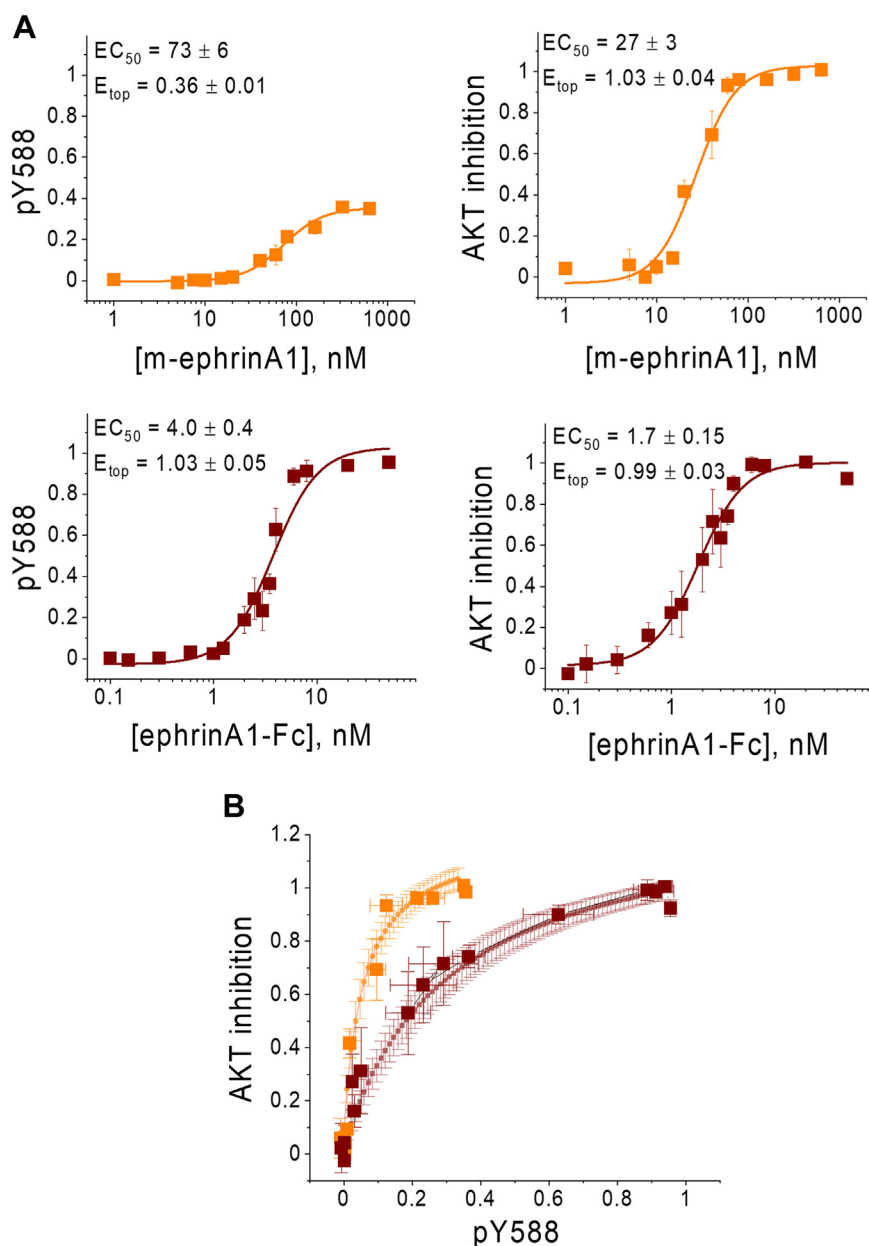 A
EC50 = 73 ± 6
Etop = 0.36 ± 0.01
pY588
1
0.8
0.6
0.4
0.2
0
1 10 100 1000
[m-ephrinA1], nM
EC50 = 27 ± 3
Etop = 1.03 ± 0.04
AKT inhibition
1
0.8
0.6
0.4
0.2
0
1 10 100 1000
[m-ephrinA1], nM
EC50 = 4.0 ± 0.4
Etop = 1.03 ± 0.05
pY588
1
0.8
0.6
0.4
0.2
0
0.1 1 10
[ephrinA1-Fc], nM
EC50 = 1.7 ± 0.15
Etop = 0.99 ± 0.03
AKT inhibition
1
0.8
0.6
0.4
0.2
0
0.1 1 10
[ephrinA1-Fc], nM
B
AKT inhibition
1.2
1
0.8
0.6
0.4
0.2
0
0 0.2 0.4 0.6 0.8 1
pY588